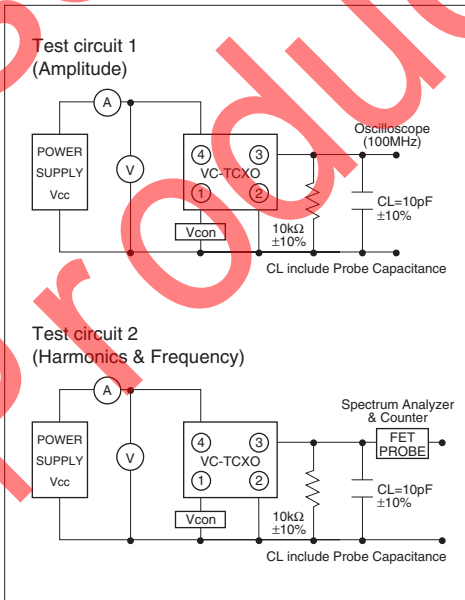 Test circuit 1
(Amplitude)
A
POWER
SUPPLY
Vcc
V
4
3
VC-TCXO
1
2
Vcon
10kΩ
±10%
Oscilloscope
(100MHz)
CL=10pF
±10%
CL include Probe Capacitance
Test circuit 2
(Harmonics & Frequency)
A
POWER
SUPPLY
Vcc
V
4
3
VC-TCXO
1
2
Vcon
10kΩ
±10%
Spectrum Analyzer
& Counter
FET
PROBE
CL=10pF
±10%
CL include Probe Capacitance